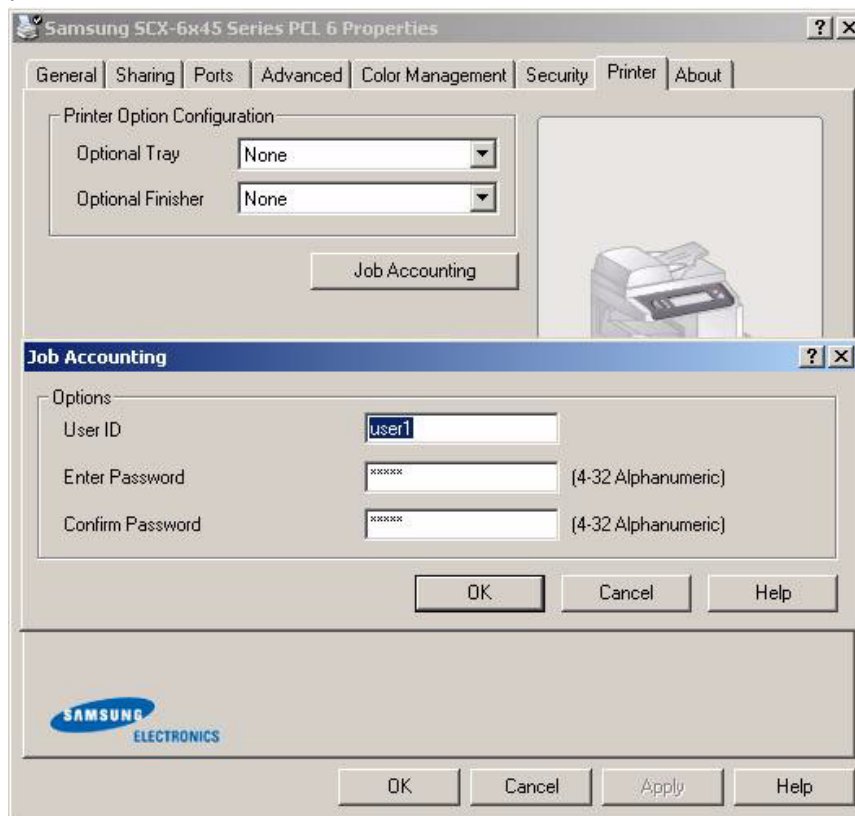 Samsung SCX-6x45 Series PCL 6 Properties
General Sharing Ports Advanced Color Management Security Printer About
Printer Option Configuration
Optional Tray None
Optional Finisher None
Job Accounting
Job Accounting
Options
User ID user1
Enter Password ***** (4-32 Alphanumeric)
Confirm Password ***** (4-32 Alphanumeric)
OK Cancel Help
SAMSUNG
ELECTRONICS
OK Cancel Apply Help